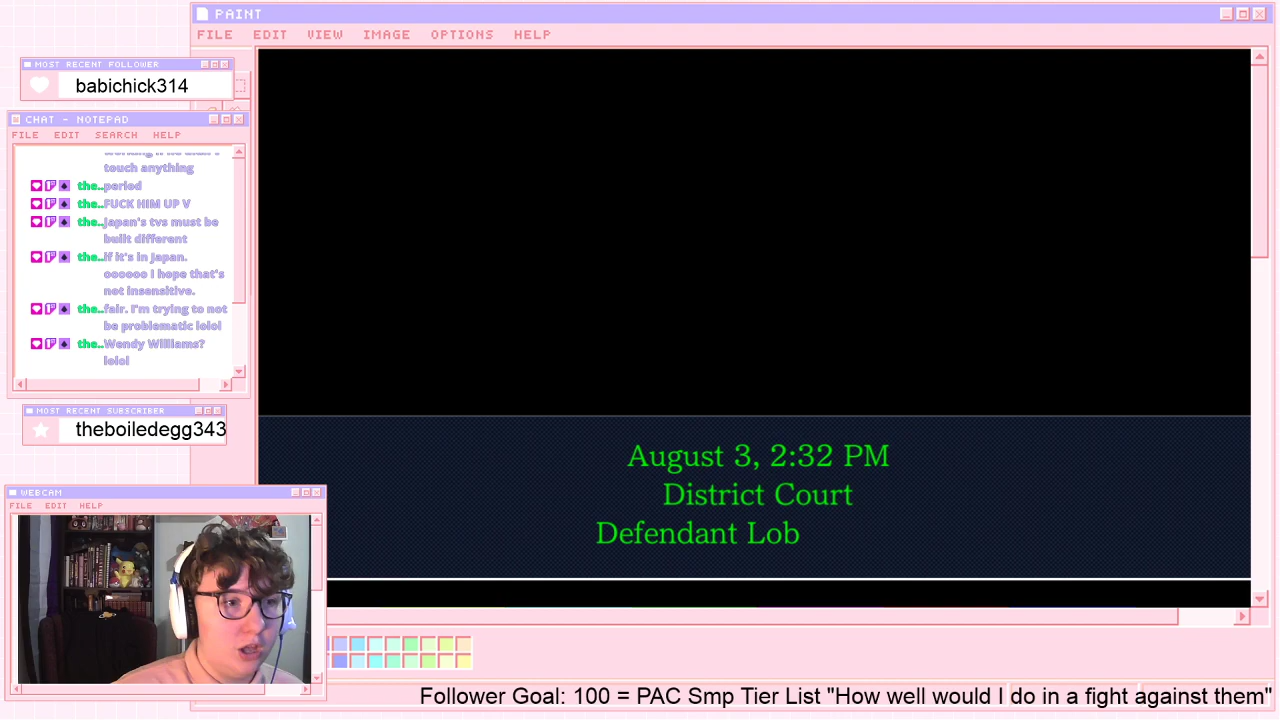 PAINT
FILE EDIT VIEW IMAGE OPTIONS HELP
MOST RECENT FOLLOWER
babichick314
CHAT - NOTEPAD
FILE EDIT SEARCH HELP
touch anything
the..period
the..FUCK HIM UP V
the..Japan's tvs must be
built different
the..if it's in Japan.
oooooo I hope that's
not insensitive.
the..fair. I'm trying to not
be problematic lolol
the..Wendy Williams?
lolol
MOST RECENT SUBSCRIBER
theboiledegg343
August 3, 2:32 PM
District Court
Defendant Lob
WEBCAM
FILE EDIT HELP
Follower Goal: 100 = PAC Smp Tier List "How well would I do in a fight against them"